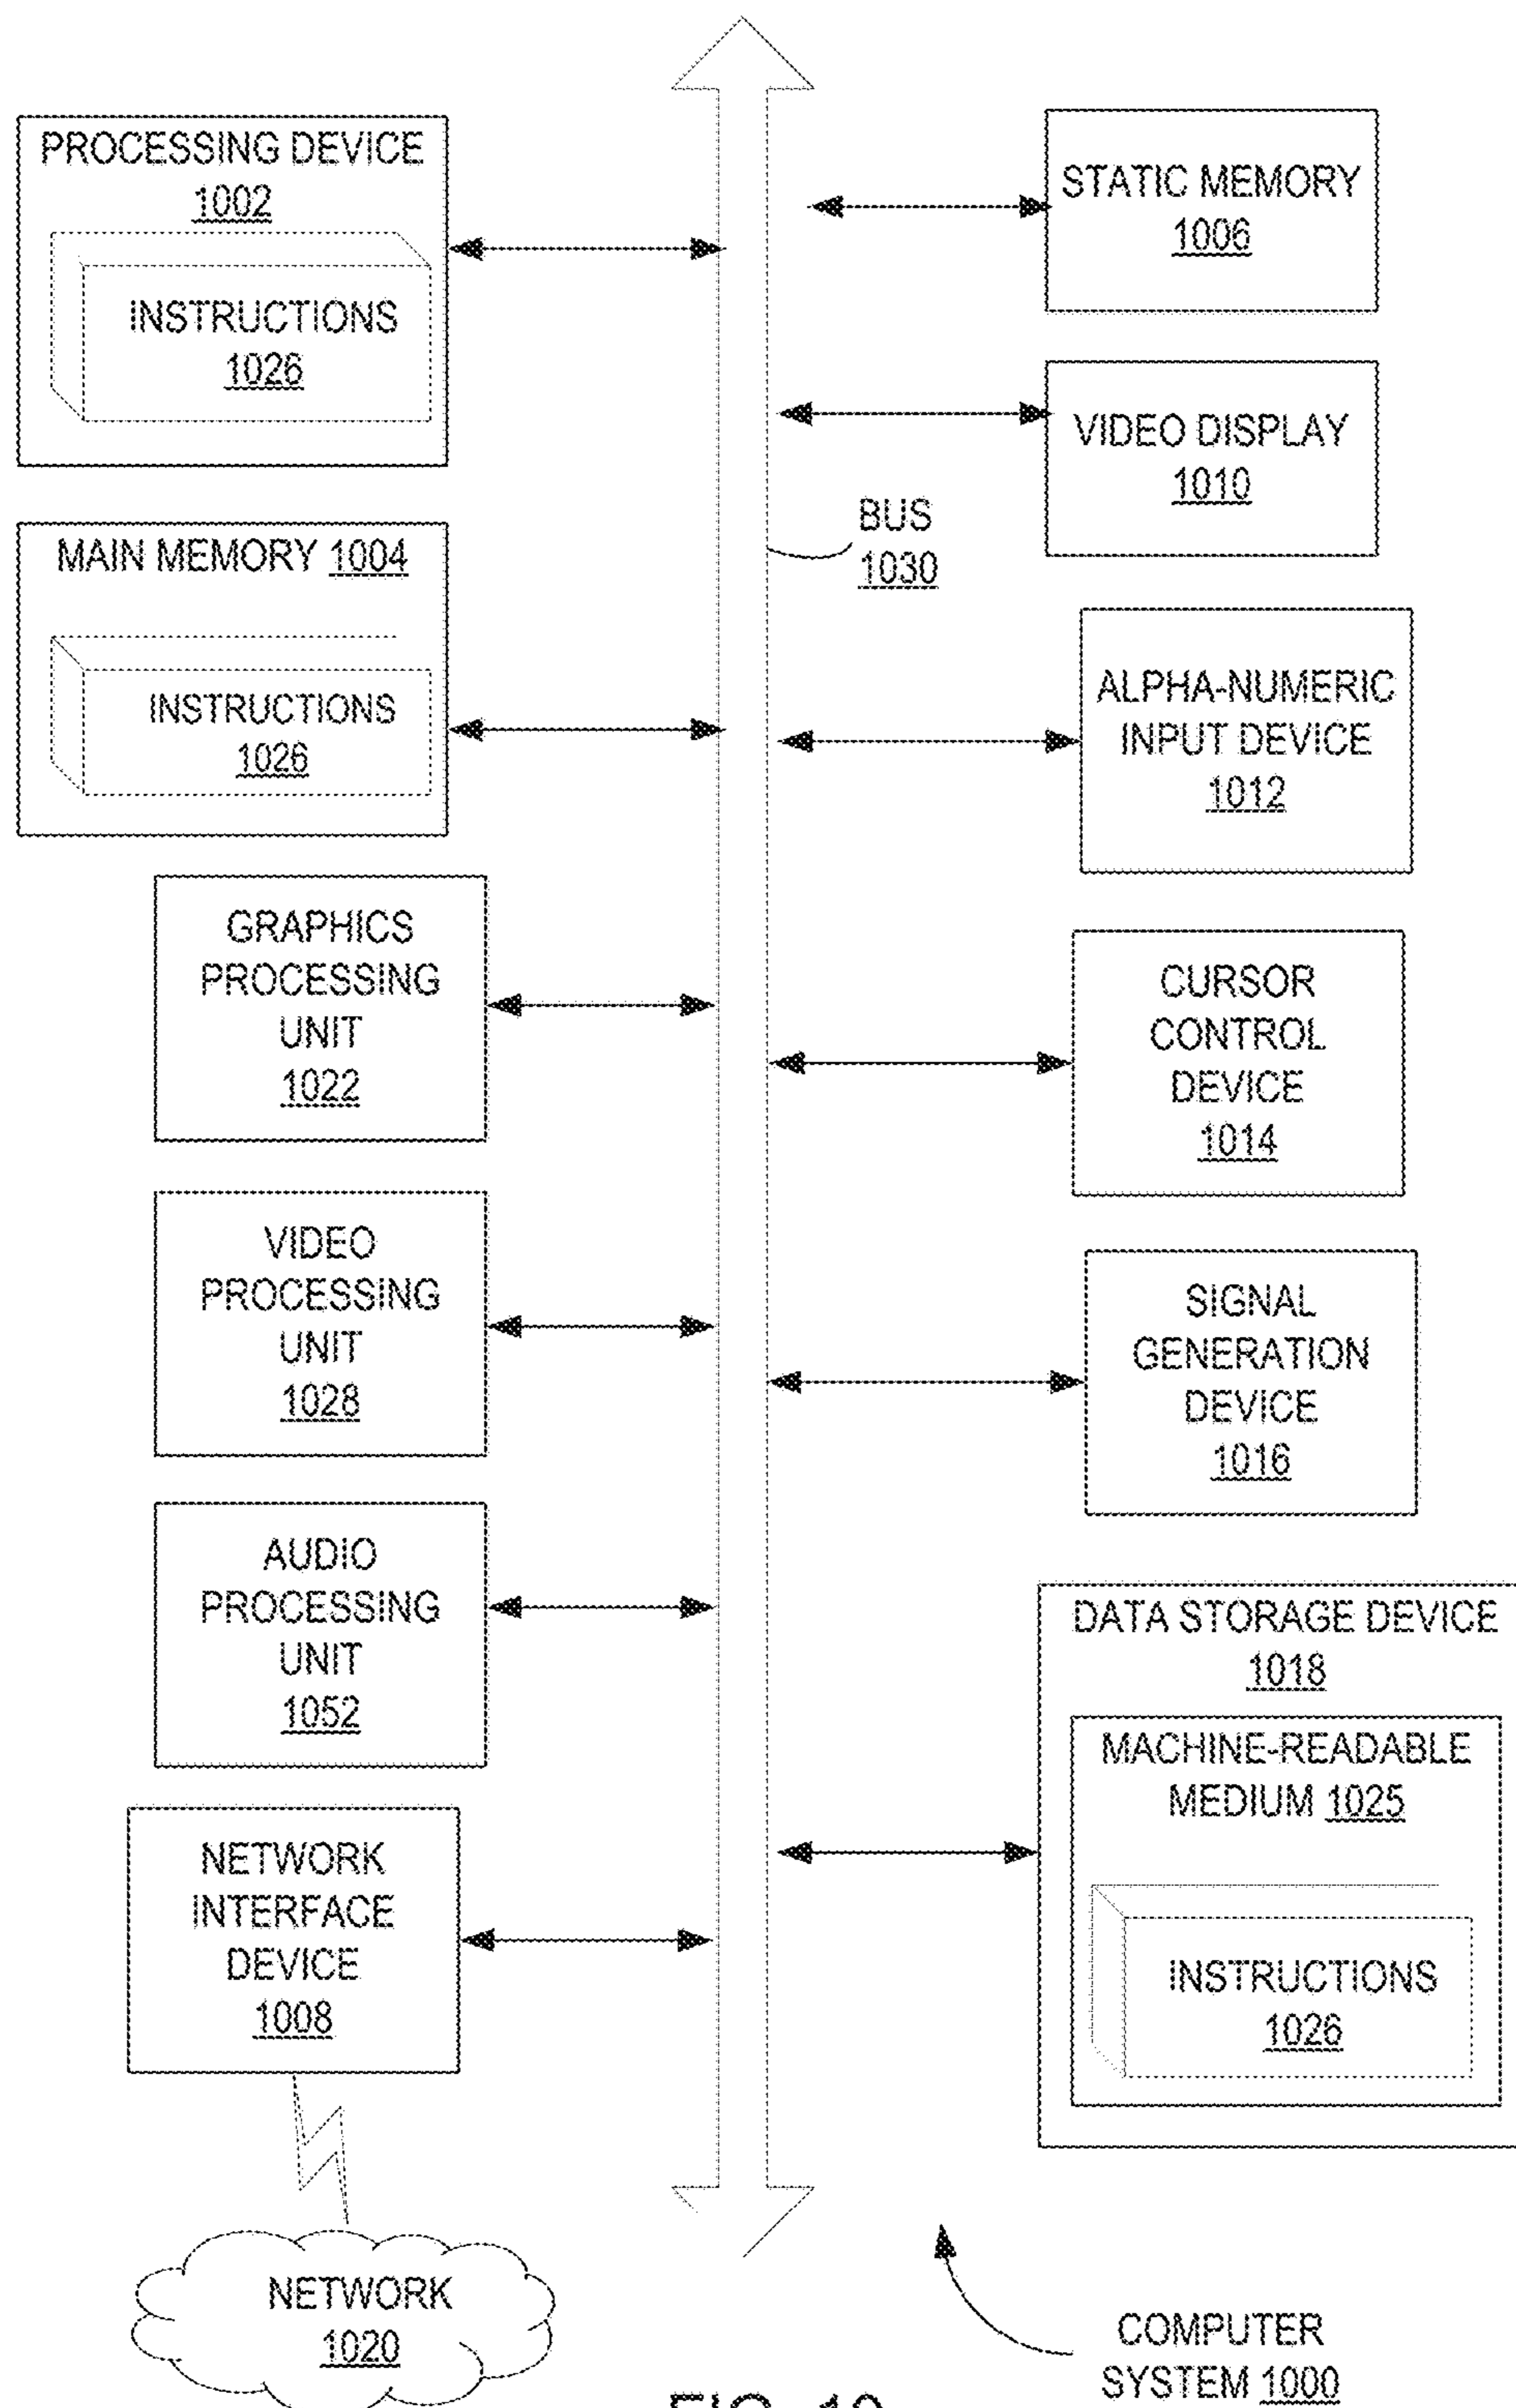 PROCESSING DEVICE
1002
INSTRUCTIONS
1026
MAIN MEMORY 1004
INSTRUCTIONS
1026
GRAPHICS
PROCESSING
UNIT
1022
VIDEO
PROCESSING
UNIT
1028
AUDIO
PROCESSING
UNIT
1052
NETWORK
INTERFACE
DEVICE
1008
NETWORK
1020
BUS
1030
STATIC MEMORY
1006
VIDEO DISPLAY
1010
ALPHA-NUMERIC
INPUT DEVICE
1012
CURSOR
CONTROL
DEVICE
1014
SIGNAL
GENERATION
DEVICE
1016
DATA STORAGE DEVICE
1018
MACHINE-READABLE
MEDIUM 1025
INSTRUCTIONS
1026
COMPUTER
SYSTEM 1000
FIG. 10